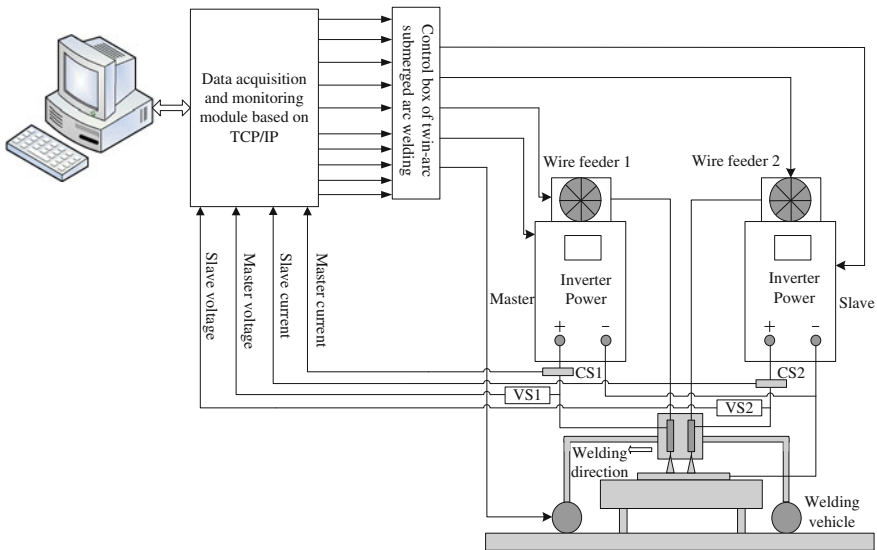 Data acquisition
and monitoring
module based on
TCP/IP
Control box of twin-arc
submerged arc welding
Wire feeder 1
Wire feeder 2
Inverter
Power
Master
+
−
Inverter
Power
Slave
+
−
Slave voltage
Master voltage
Slave current
Master current
CS1
CS2
VS1
VS2
Welding
direction
Welding
vehicle